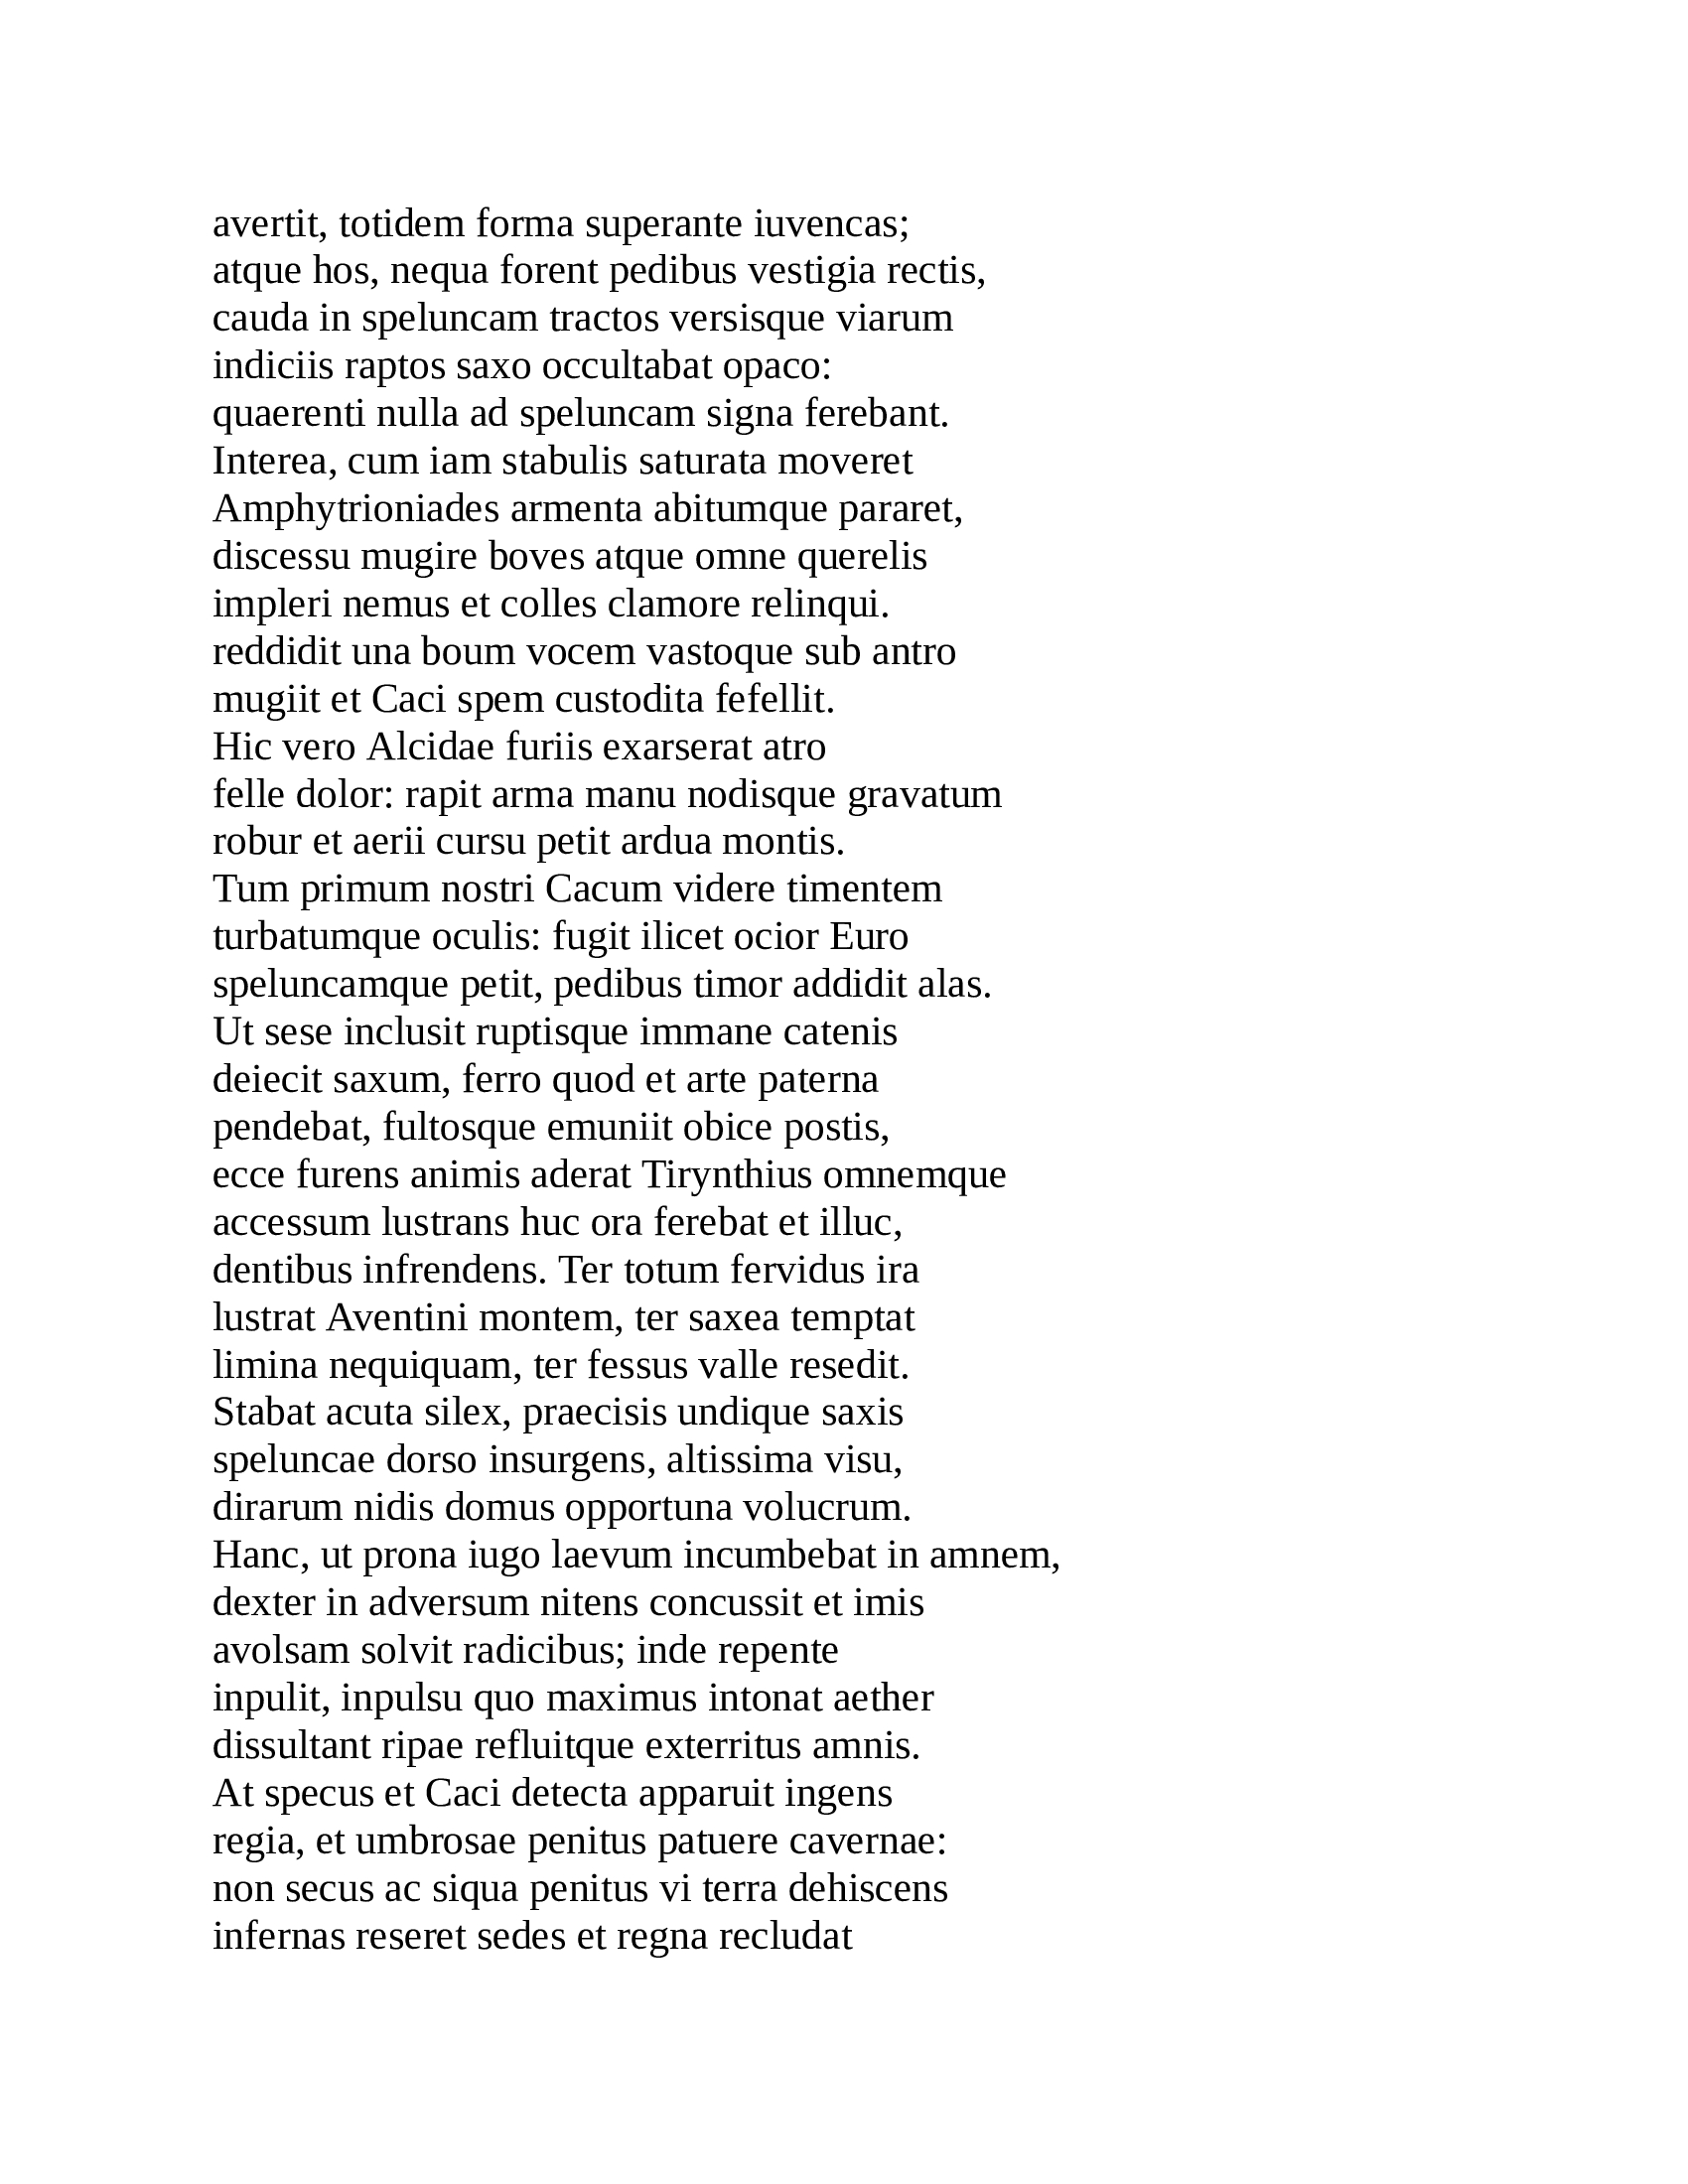 avertit, totidem forma superante iuvencas;
atque hos, nequa forent pedibus vestigia rectis,
cauda in speluncam tractos versisque viarum
indiciis raptos saxo occultabat opaco:
quaerenti nulla ad speluncam signa ferebant.
Interea, cum iam stabulis saturata moveret
Amphytrioniades armenta abitumque pararet,
discessu mugire boves atque omne querelis
impleri nemus et colles clamore relinqui.
reddidit una boum vocem vastoque sub antro
mugiit et Caci spem custodita fefellit.
Hic vero Alcidae furiis exarserat atro
felle dolor: rapit arma manu nodisque gravatum
robur et aerii cursu petit ardua montis.
Tum primum nostri Cacum videre timentem
turbatumque oculis: fugit ilicet ocior Euro
speluncamque petit, pedibus timor addidit alas.
Ut sese inclusit ruptisque immane catenis
deiecit saxum, ferro quod et arte paterna
pendebat, fultosque emuniit obice postis,
ecce furens animis aderat Tirynthius omnemque
accessum lustrans huc ora ferebat et illuc,
dentibus infrendens. Ter totum fervidus ira
lustrat Aventini montem, ter saxea temptat
limina nequiquam, ter fessus valle resedit.
Stabat acuta silex, praecisis undique saxis
speluncae dorso insurgens, altissima visu,
dirarum nidis domus opportuna volucrum.
Hanc, ut prona iugo laevum incumbebat in amnem,
dexter in adversum nitens concussit et imis
avolsam solvit radicibus; inde repente
inpulit, inpulsu quo maximus intonat aether
dissultant ripae refluitque exterritus amnis.
At specus et Caci detecta apparuit ingens
regia, et umbrosae penitus patuere cavernae:
non secus ac siqua penitus vi terra dehiscens
infernas reseret sedes et regna recludat